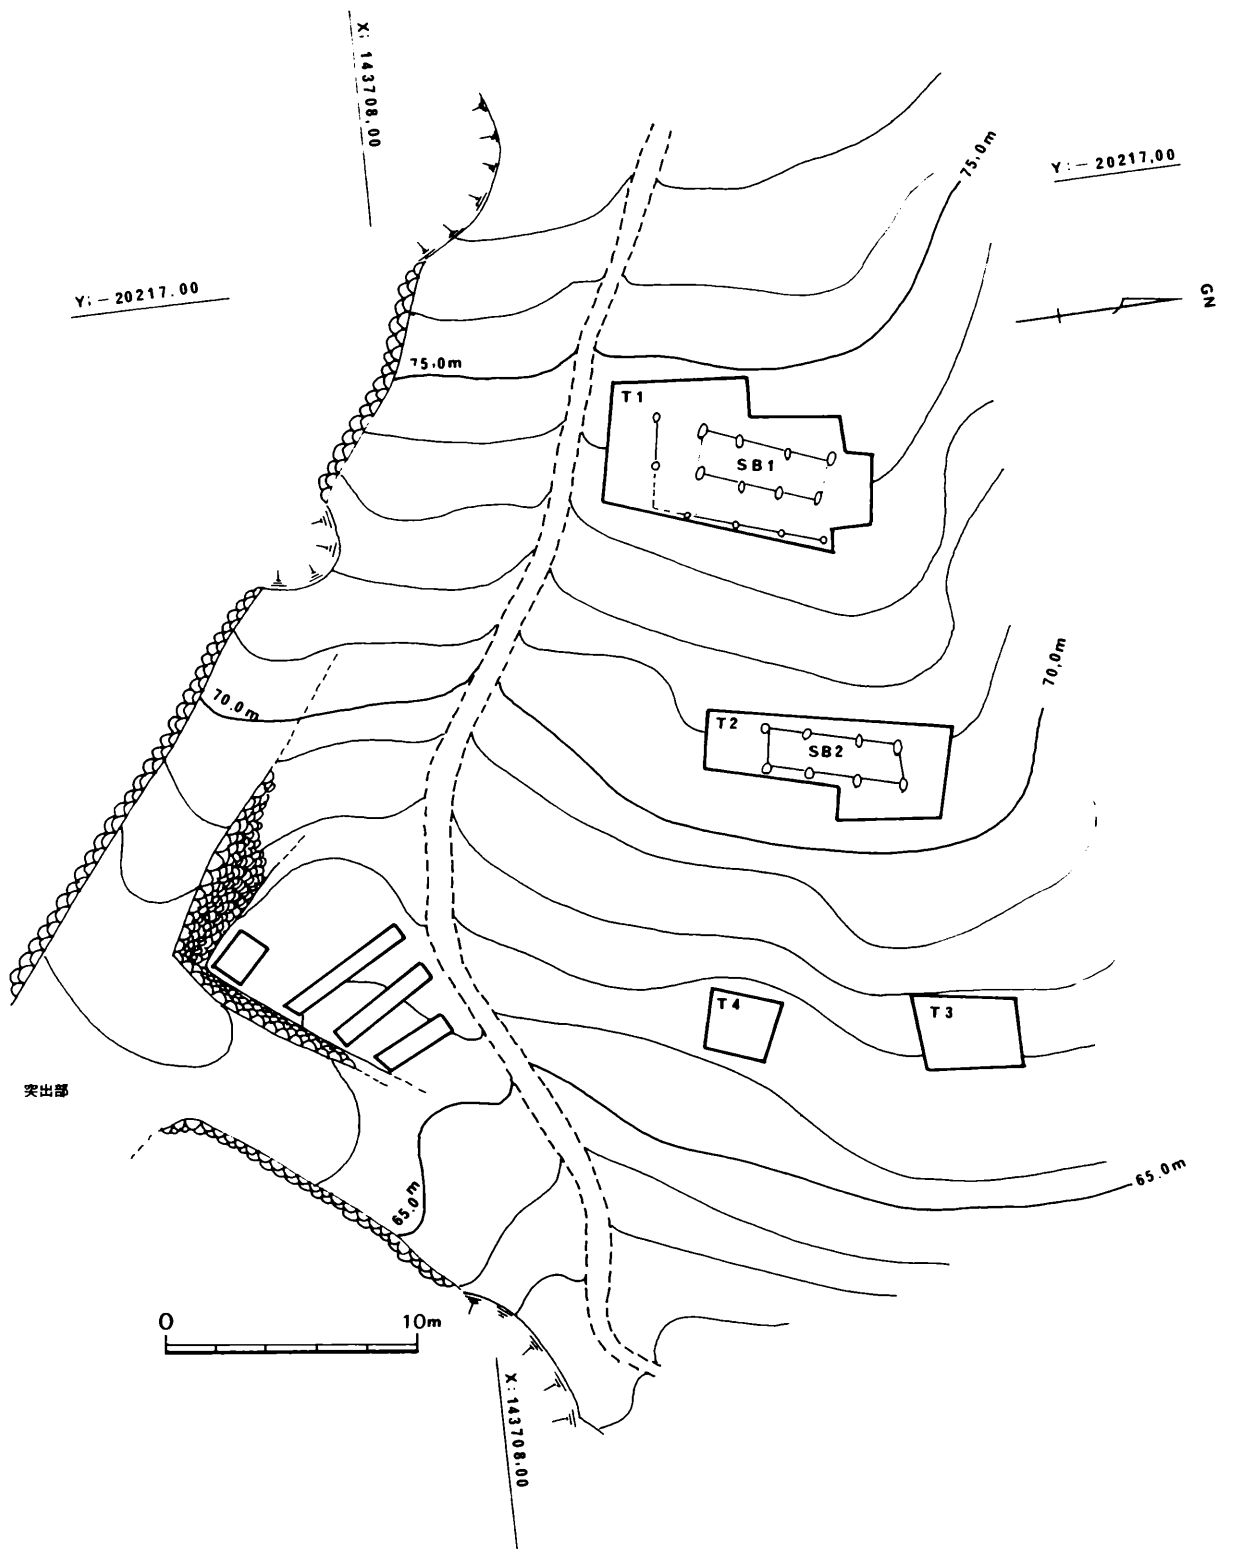 X: 143708.00
Y:-20217.00
75.0m
Y:-20217.00
GN
75.0m
T1
SB1
70.0m
70.0m
T2
SB2
T4
T3
突出部
65.0m
65.0m
0 10m
X:143708.00